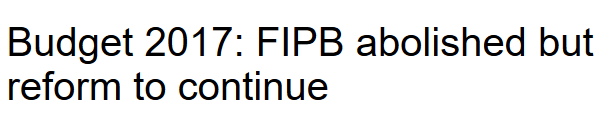 Budget 2017: FIPB abolished but
reform to continue